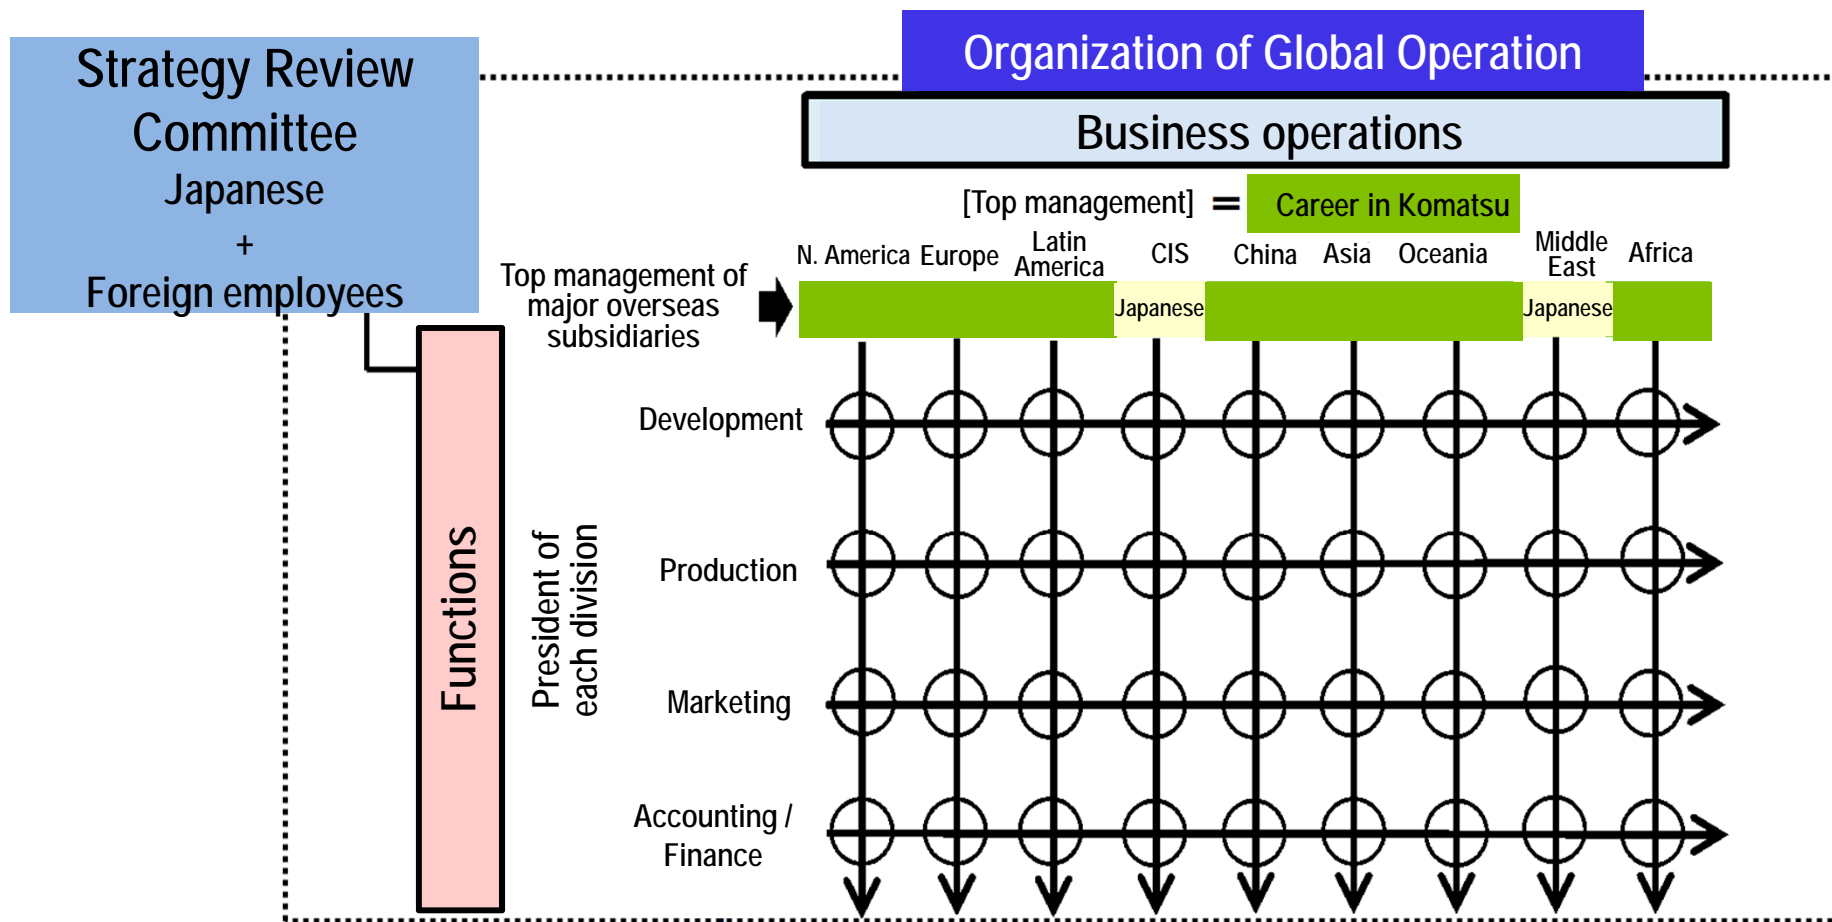 Strategy Review
Committee
Japanese
+
Foreign employees
Organization of Global Operation
Business operations
[Top management] = Career in Komatsu
N. America
Europe
Latin
America
CIS
China
Asia
Oceania
Middle
East
Africa
Top management of
major overseas
subsidiaries
Japanese
Japanese
Functions
President of
each division
Development
Production
Marketing
Accounting /
Finance